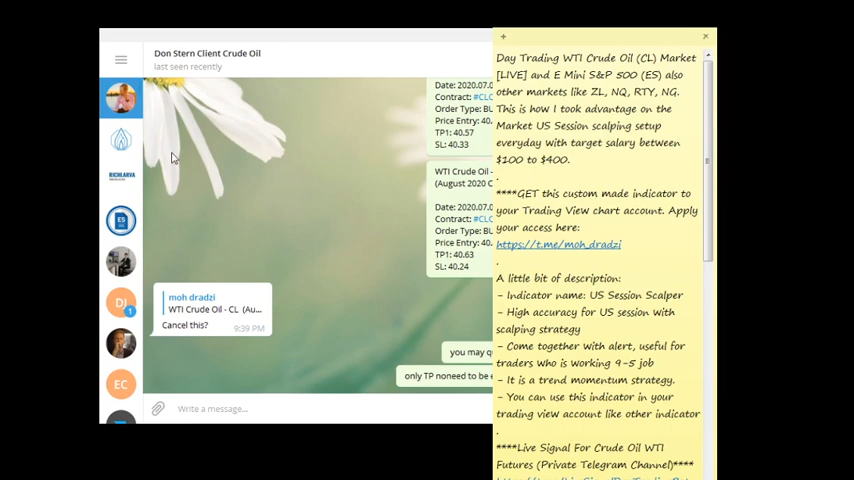 Don Stern Client Crude Oil
last seen recently
Date: 2020.07.0
Contract: #CLC
Order Type: BU
Price Entry: 40.
TP1: 40.57
SL: 40.33
WTI Crude Oil -
(August 2020 C
Date: 2020.07.0
Contract: #CLC
Order Type: BU
Price Entry: 40.
TP1: 40.63
SL: 40.24
moh dradzi
WTI Crude Oil - CL (Au...
Cancel this?
9:39 PM
you may qu
only TP noneed to be e
Write a message...
RICHLARVA
ES
DJ
1
EC
Day Trading WTI Crude Oil (CL) Market
[LIVE] and E Mini S&P 500 (ES) also
other markets like ZL, NQ, RTY, NG.
This is how I took advantage on the
Market US Session scalping setup
everyday with target salary between
$100 to $400.
.
****GET this custom made indicator to
your Trading View chart account. Apply
your access here:
https://t.me/moh_dradzi
.
A little bit of description:
- Indicator name: US Session Scalper
- High accuracy for US session with
scalping strategy
- Come together with alert, useful for
traders who is working 9-5 job
- It is a trend momentum strategy.
- You can use this indicator in your
trading view account like other indicator
.
****Live Signal For Crude Oil WTI
Futures (Private Telegram Channel)****